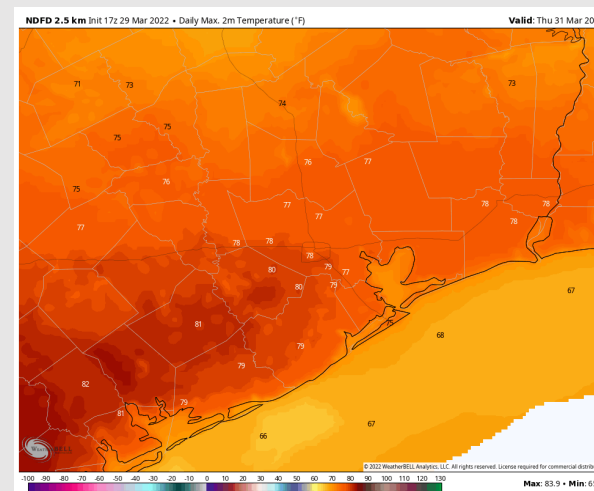 NDFD 2.5 km Init 17z 29 Mar 2022 • Daily Max. 2m Temperature (°F)
Valid: Thu 31 Mar 20
71 73 74 73
75 75
76 77
75 76
77 77 78 78
77 78
78 78 78
80 79 77
80 79
67
81 75
68
79
79
82
81 79
67
66
WeatherBELL
© 2022 WeatherBELL Analytics, LLC. All rights reserved. License required for commercial distrib
-100 -90 -80 -70 -60 -50 -40 -30 -20 -10 0 10 20 30 40 50 60 70 80 90 100 110 120 130
Max: 83.9 • Min: 6